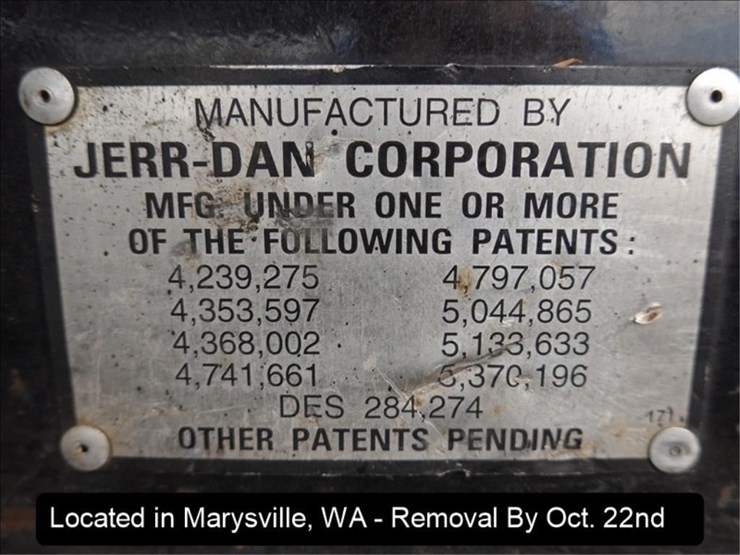 MANUFACTURED BY
JERR-DAN CORPORATION
MFG. UNDER ONE OR MORE
OF THE FOLLOWING PATENTS:
4,239,275 4,797,057
4,353,597 5,044,865
4,368,002 5,133,633
4,741,661 5,370,196
DES 284,274
OTHER PATENTS PENDING
Located in Marysville, WA - Removal By Oct. 22nd